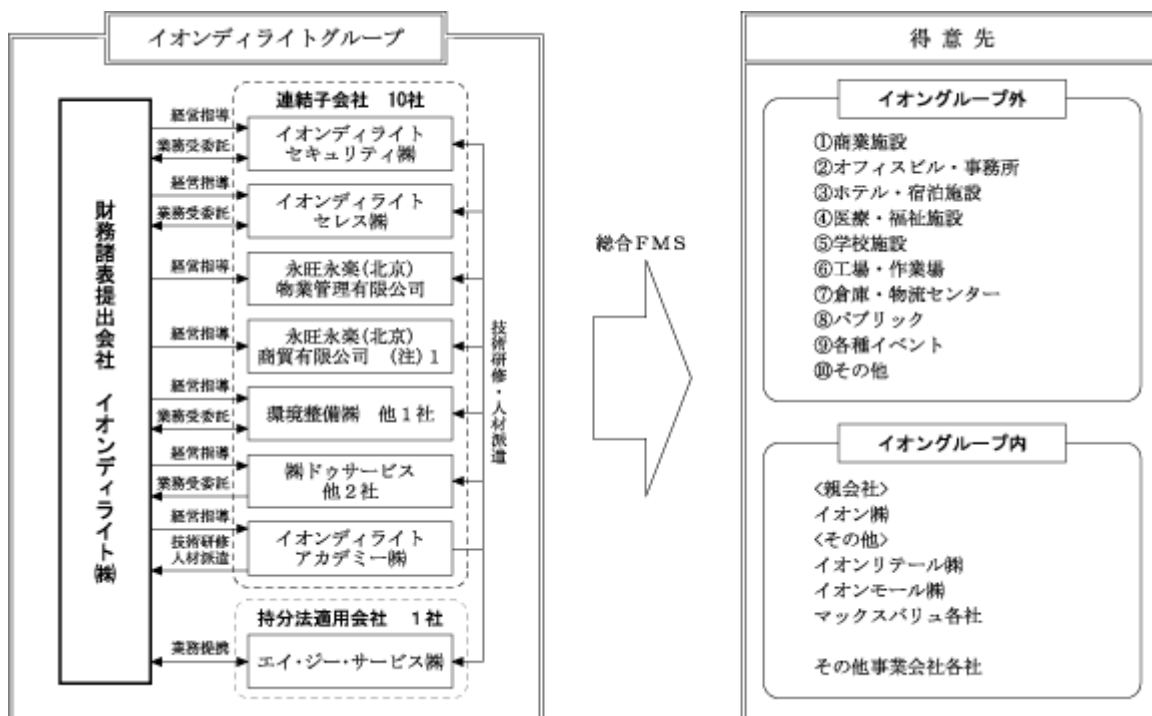 イオンディライトグループ
財務諸表提出会社 イオンディライト㈱
連結子会社 10社
経営指導
業務受委託
イオンディライト
セキュリティ㈱
経営指導
業務受委託
イオンディライト
セレス㈱
経営指導
永旺永楽(北京)
物業管理有限公司
経営指導
永旺永楽(北京)
商貿有限公司 (注)1
経営指導
業務受委託
環境整備㈱ 他1社
経営指導
業務受委託
㈱ドゥサービス
他2社
経営指導
技術研修
人材派遣
イオンディライト
アカデミー㈱
技術研修・人材派遣
持分法適用会社 1社
業務提携
エイ・ジー・サービス㈱
総合FMS
得意先
イオングループ外
①商業施設
②オフィスビル・事務所
③ホテル・宿泊施設
④医療・福祉施設
⑤学校施設
⑥工場・作業場
⑦倉庫・物流センター
⑧パブリック
⑨各種イベント
⑩その他
イオングループ内
<親会社>
イオン㈱
<その他>
イオンリテール㈱
イオンモール㈱
マックスバリュ各社
その他事業会社各社